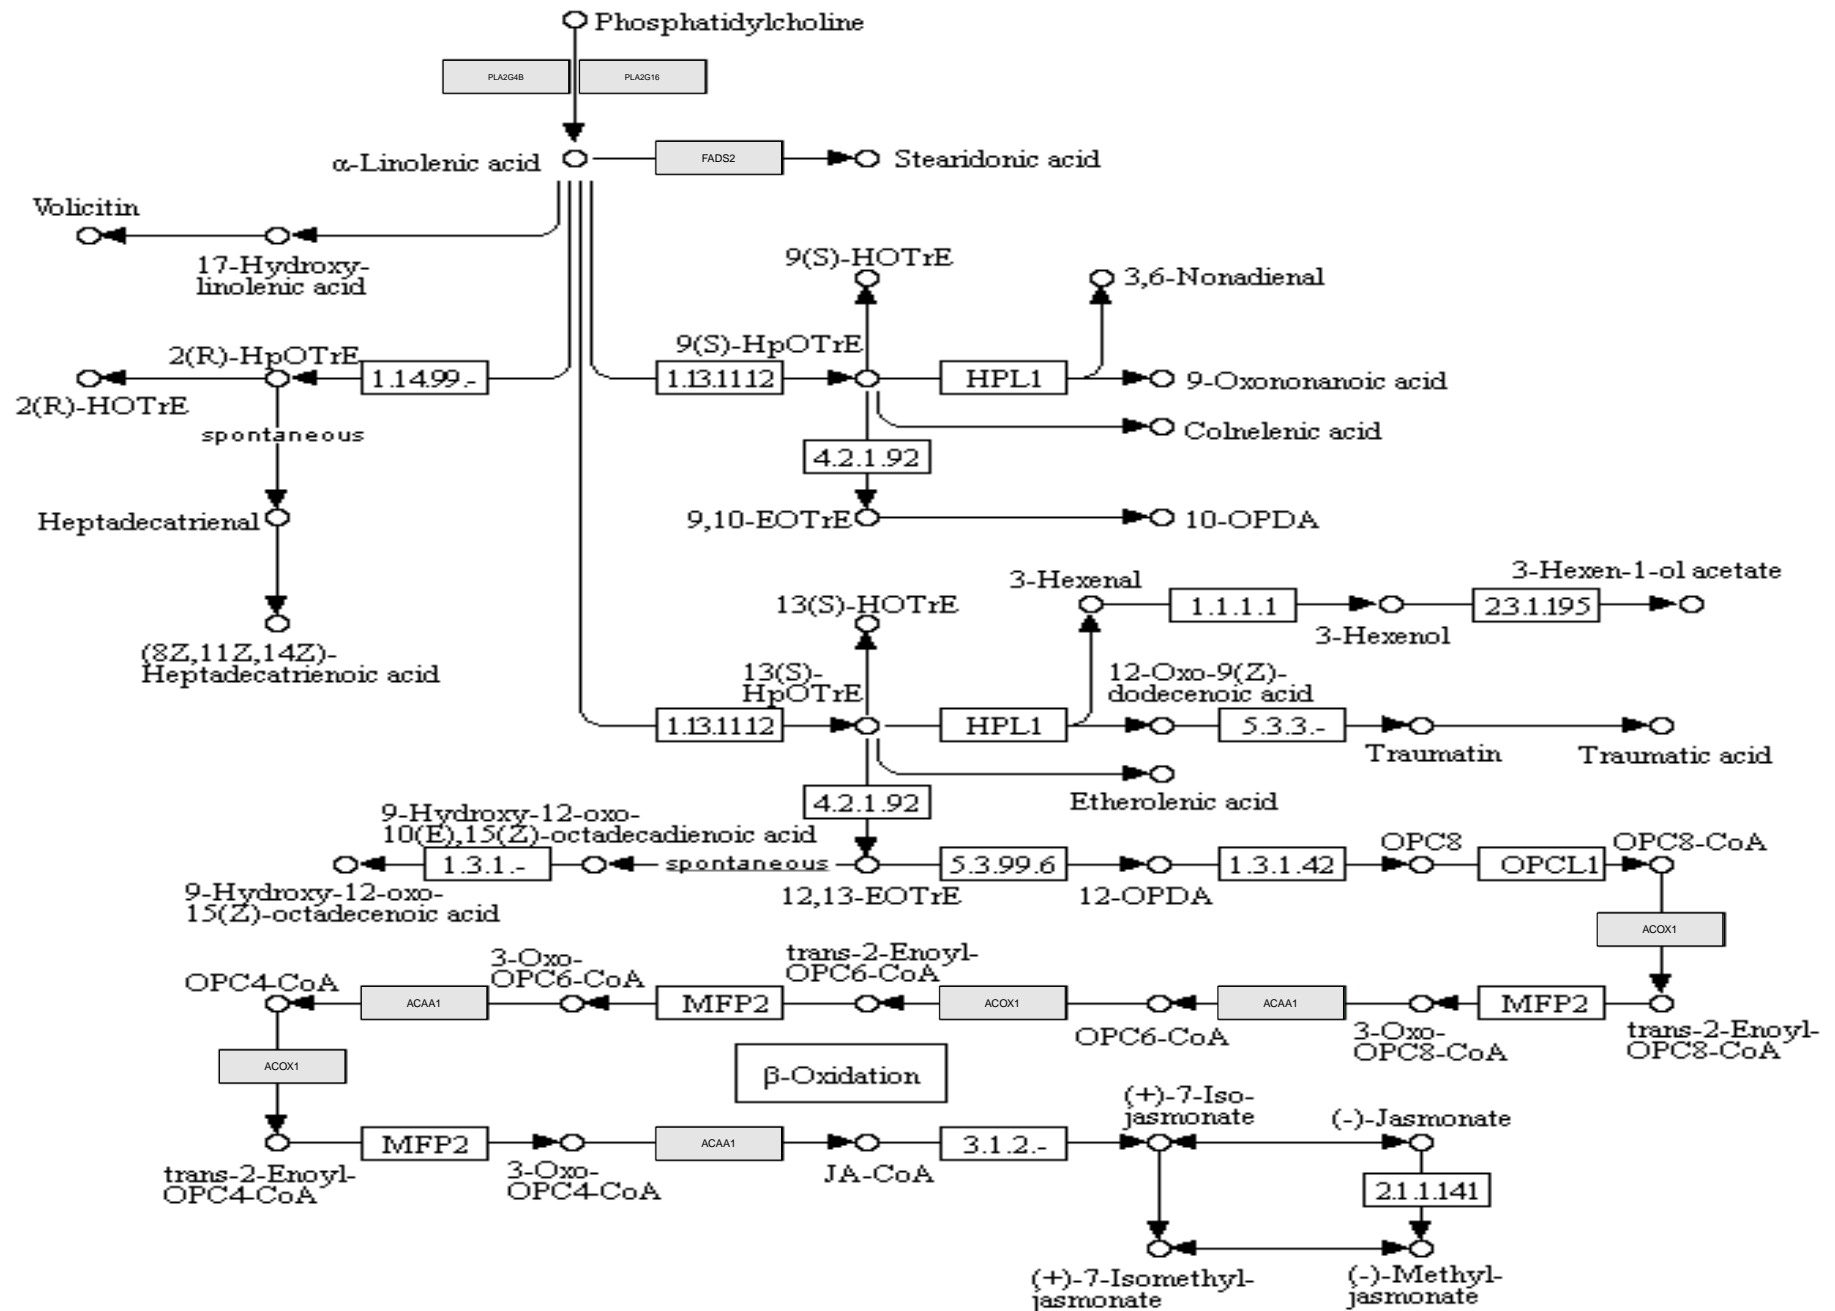 Phosphatidylcholine
PLA2G4B
PLA2G16
α-Linolenic acid
FADS2
Stearidonic acid
Volicitin
17-Hydroxy-
linolenic acid
9(S)-HOTrE
3,6-Nonadienal
2(R)-HpOTrE
1.14.99.-
9(S)-HpOTrE
1.13.11.12
HPL1
9-Oxononanoic acid
2(R)-HOTrE
spontaneous
Colnelenic acid
4.2.1.92
Heptadecatrienal
9,10-EOTrE
10-OPDA
3-Hexenal
3-Hexen-1-ol acetate
13(S)-HOTrE
1.1.1.1
2.3.1.195
3-Hexenol
(8Z,11Z,14Z)-
Heptadecatrienoic acid
13(S)-
HpOTrE
12-Oxo-9(Z)-
dodecenoic acid
1.13.11.12
HPL1
5.3.3.-
Traumatin
Traumatic acid
Etherolenic acid
4.2.1.92
9-Hydroxy-12-oxo-
10(E),15(Z)-octadecadienoic acid
OPC8
OPC8-CoA
1.3.1.-
spontaneous
5.3.99.6
1.3.1.42
OPCL1
9-Hydroxy-12-oxo-
15(Z)-octadecenoic acid
12,13-EOTrE
12-OPDA
ACOX1
OPC4-CoA
3-Oxo-
OPC6-CoA
trans-2-Enoyl-
OPC6-CoA
ACAA1
MFP2
ACOX1
ACAA1
MFP2
OPC6-CoA
3-Oxo-
OPC8-CoA
trans-2-Enoyl-
OPC8-CoA
ACOX1
β-Oxidation
(+)-7-Iso-
jasmonate
(-)-Jasmonate
MFP2
ACAA1
3.1.2.-
trans-2-Enoyl-
OPC4-CoA
3-Oxo-
OPC4-CoA
JA-CoA
2.1.1.141
(+)-7-Isomethyl-
jasmonate
(-)-Methyl-
jasmonate